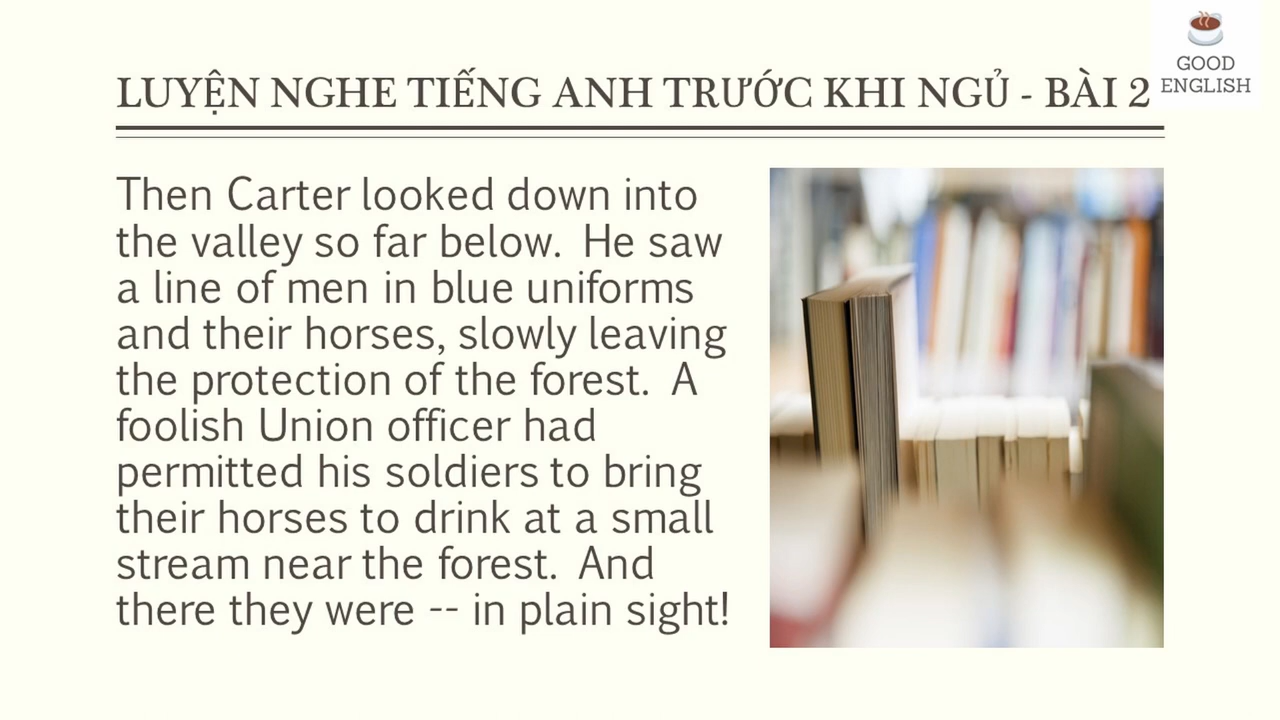 LUYỆN NGHE TIẾNG ANH TRƯỚC KHI NGỦ - BÀI 2
GOOD
ENGLISH
Then Carter looked down into
the valley so far below.  He saw
a line of men in blue uniforms
and their horses, slowly leaving
the protection of the forest.  A
foolish Union officer had
permitted his soldiers to bring
their horses to drink at a small
stream near the forest.  And
there they were -- in plain sight!